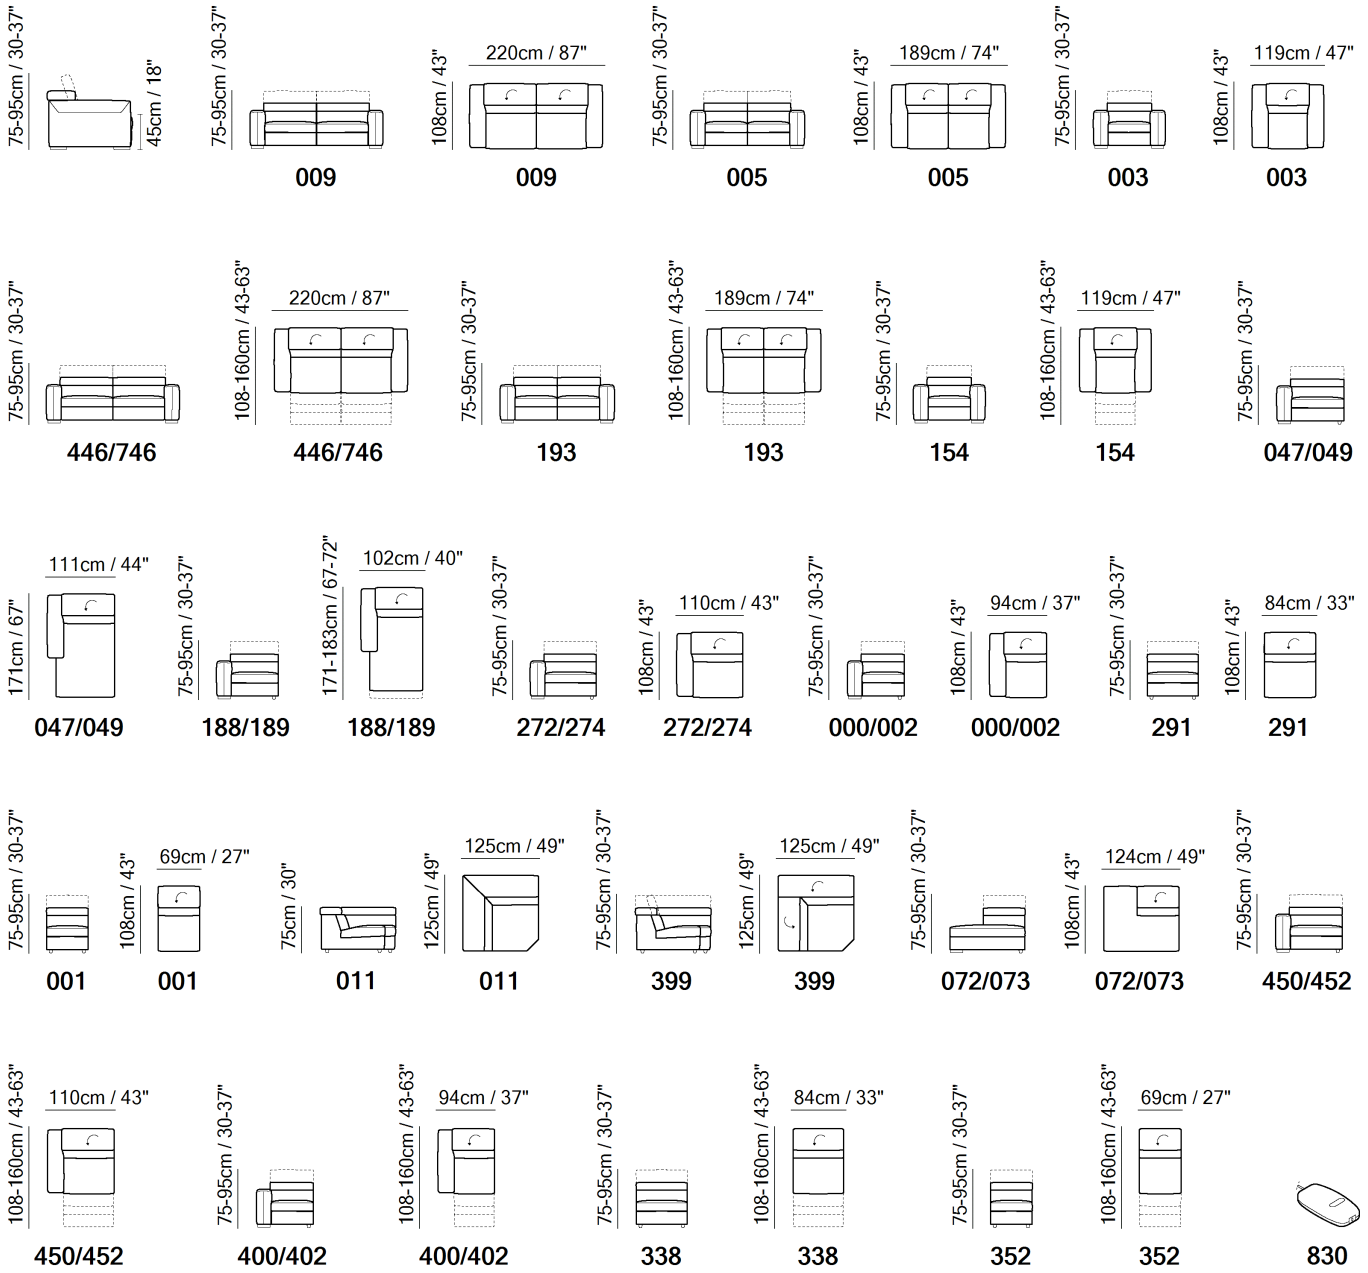 75-95cm / 30-37"
45cm / 18"
75-95cm / 30-37"
009
108cm / 43"
220cm / 87"
009
75-95cm / 30-37"
005
108cm / 43"
189cm / 74"
005
75-95cm / 30-37"
003
108cm / 43"
119cm / 47"
003
75-95cm / 30-37"
446/746
108-160cm / 43-63"
220cm / 87"
446/746
75-95cm / 30-37"
193
108-160cm / 43-63"
189cm / 74"
193
75-95cm / 30-37"
154
108-160cm / 43-63"
119cm / 47"
154
75-95cm / 30-37"
047/049
171cm / 67"
111cm / 44"
047/049
75-95cm / 30-37"
188/189
171-183cm / 67-72"
102cm / 40"
188/189
75-95cm / 30-37"
272/274
108cm / 43"
110cm / 43"
272/274
75-95cm / 30-37"
000/002
108cm / 43"
94cm / 37"
000/002
75-95cm / 30-37"
291
108cm / 43"
84cm / 33"
291
75-95cm / 30-37"
001
108cm / 43"
69cm / 27"
001
75cm / 30"
011
125cm / 49"
125cm / 49"
011
75-95cm / 30-37"
399
125cm / 49"
125cm / 49"
399
75-95cm / 30-37"
072/073
108cm / 43"
124cm / 49"
072/073
75-95cm / 30-37"
450/452
108-160cm / 43-63"
110cm / 43"
450/452
75-95cm / 30-37"
400/402
108-160cm / 43-63"
94cm / 37"
400/402
75-95cm / 30-37"
338
108-160cm / 43-63"
84cm / 33"
338
75-95cm / 30-37"
352
108-160cm / 43-63"
69cm / 27"
352
830